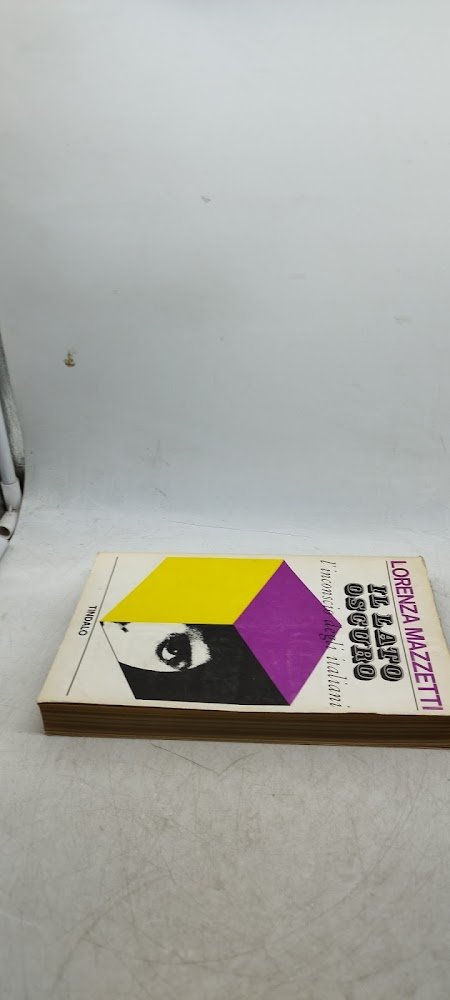 LORENZA MAZZETTI
IL LATO
OSCURO
l'inconscio degli italiani
TINDALO